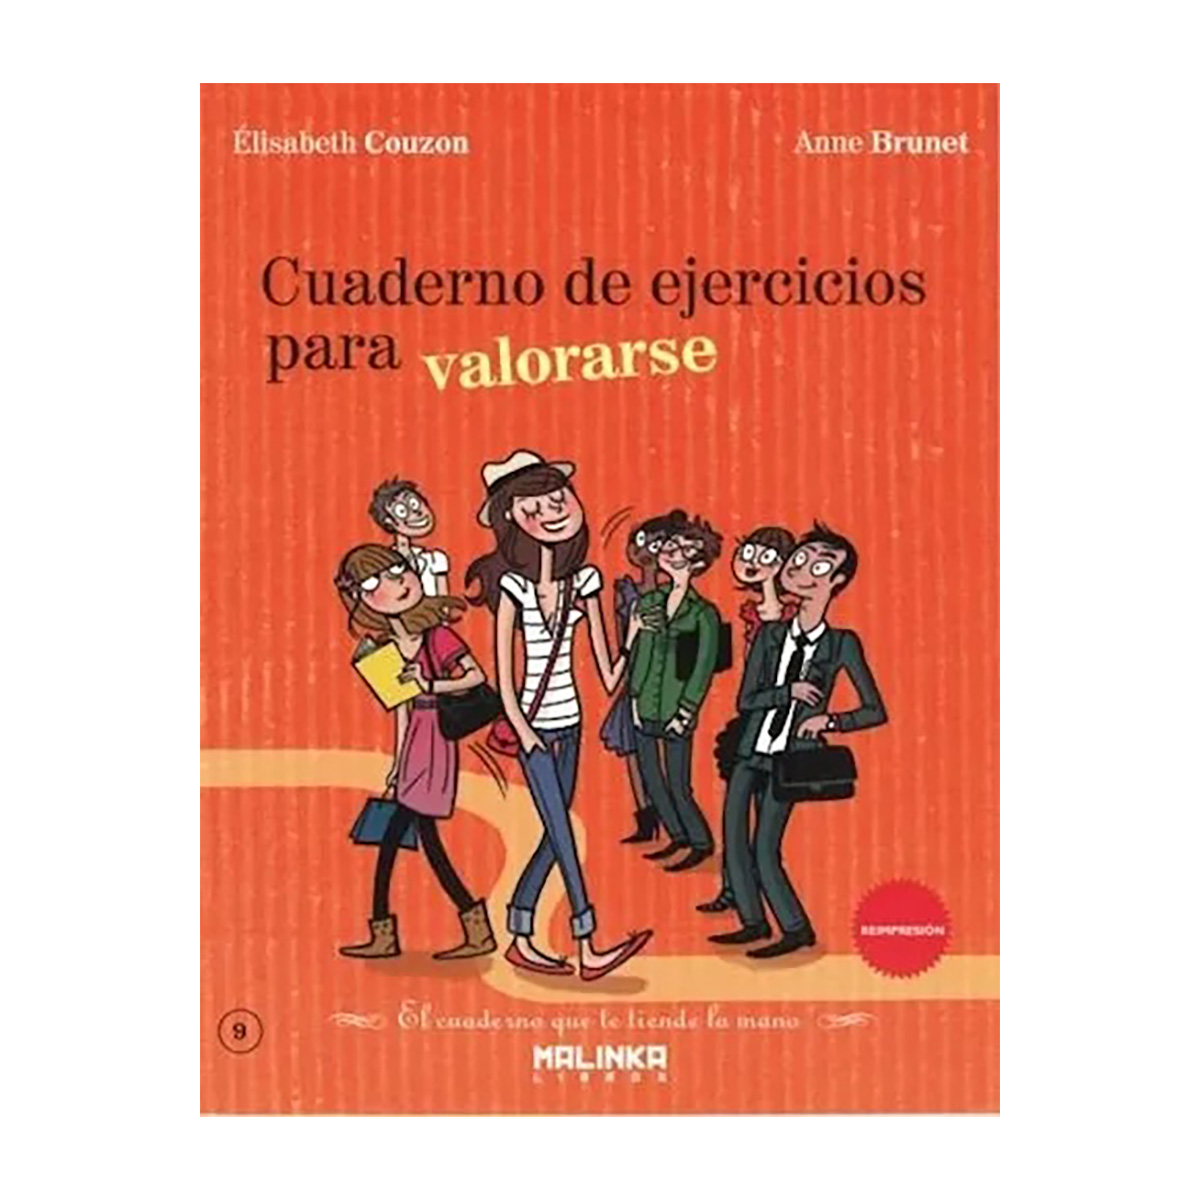 Élisabeth Couzon
Anne Brunet
Cuaderno de ejercicios
para valorarse
REIMPRESIÓN
El cuaderno que te tiende la mano
9
MALINKA
LIBROS